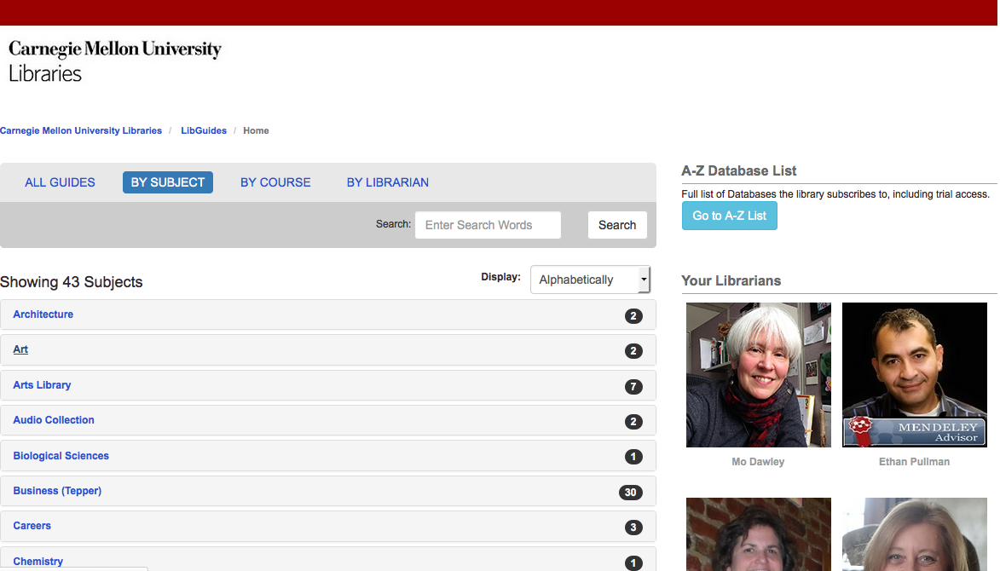 Carnegie Mellon University
Libraries
Carnegie Mellon University Libraries / LibGuides / Home
ALL GUIDES BY SUBJECT BY COURSE BY LIBRARIAN
Search: Enter Search Words Search
Showing 43 Subjects Display: Alphabetically
Architecture 2
Art 2
Arts Library 7
Audio Collection 2
Biological Sciences 1
Business (Tepper) 30
Careers 3
Chemistry 1
A-Z Database List
Full list of Databases the library subscribes to, including trial access.
Go to A-Z List
Your Librarians
MENDELEY
Advisor
Mo Dawley Ethan Pullman